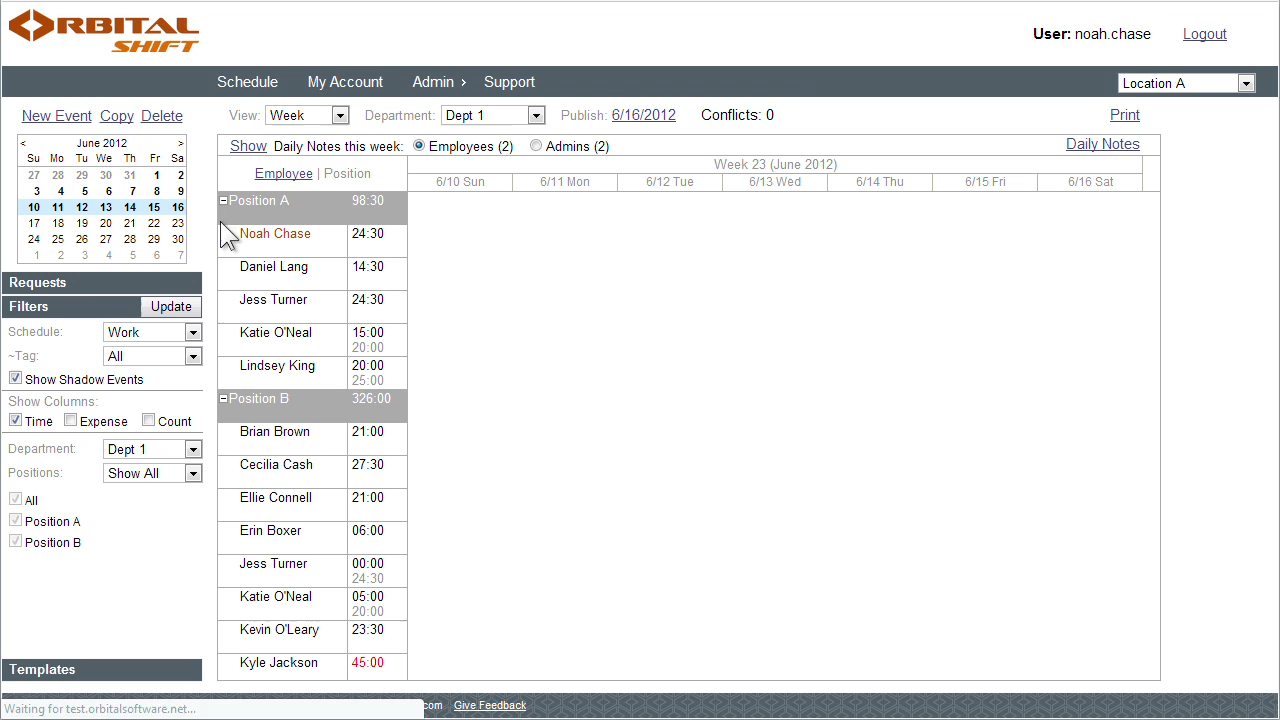 ORBITAL
SHIFT
User: noah.chase Logout
Schedule My Account Admin › Support Location A
New Event Copy Delete View: Week Department: Dept 1 Publish: 6/16/2012 Conflicts: 0 Print
< June 2012 >
Su Mo Tu We Th Fr Sa
27 28 29 30 31 1 2
3 4 5 6 7 8 9
10 11 12 13 14 15 16
17 18 19 20 21 22 23
24 25 26 27 28 29 30
1 2 3 4 5 6 7
Requests
Filters Update
Schedule: Work
~Tag: All
Show Shadow Events
Show Columns:
Time Expense Count
Department: Dept 1
Positions: Show All
All
Position A
Position B
Templates
Show Daily Notes this week: Employees (2) Admins (2) Daily Notes
Week 23 (June 2012)
Employee | Position
6/10 Sun 6/11 Mon 6/12 Tue 6/13 Wed 6/14 Thu 6/15 Fri 6/16 Sat
Position A 98:30
Noah Chase 24:30
Daniel Lang 14:30
Jess Turner 24:30
Katie O'Neal 15:00
20:00
Lindsey King 20:00
25:00
Position B 326:00
Brian Brown 21:00
Cecilia Cash 27:30
Ellie Connell 21:00
Erin Boxer 06:00
Jess Turner 00:00
24:30
Katie O'Neal 05:00
20:00
Kevin O'Leary 23:30
Kyle Jackson 45:00
Waiting for test.orbitalsoftware.net... com Give Feedback